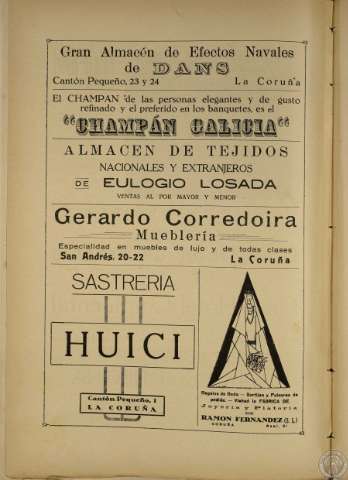 Gran Almacén de Efectos Navales
de DANS
Cantón Pequeño, 23 y 24 La Coruña
El CHAMPAN de las personas elegantes y de gusto
refinado y el preferido en los banquetes, es el
"CHAMPÁN GALICIA"
ALMACEN DE TEJIDOS
NACIONALES Y EXTRANJEROS
DE EULOGIO LOSADA
VENTAS AL POR MAYOR Y MENOR
Gerardo Corredoira
Mueblería
Especialidad en muebles de lujo y de todas clases
San Andrés, 20-22 La Coruña
SASTRERIA
HUICI
Cantón Pequeño, 1
LA CORUÑA
Regalos de Boda - Sortijas y Pulseras de
pedida. - Visitad la FÁBRICA DE
Joyería y Platería
RAMON FERNANDEZ (S. L.)
CORUÑA Real,